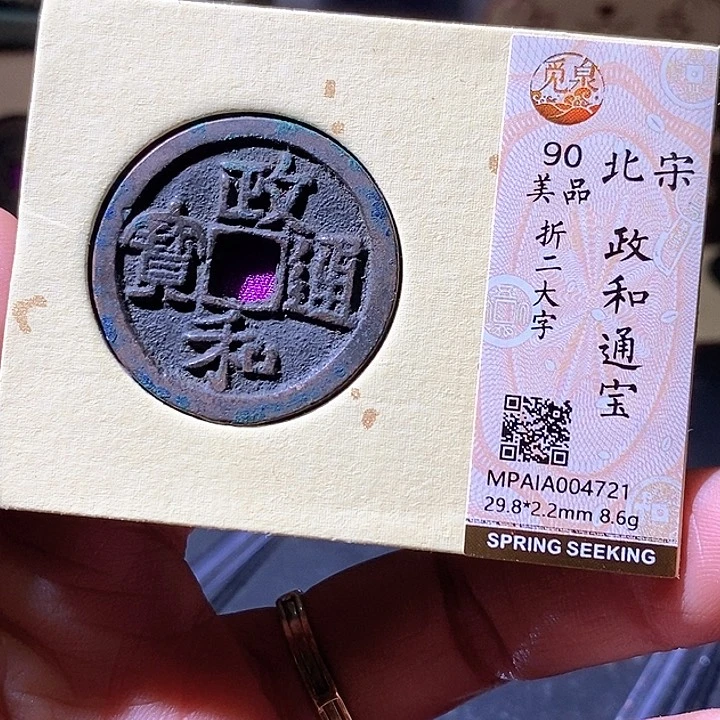 政
和
通
寶
觅泉
90
美品
折二大字
北宋
政和通宝
MPAIA004721
29.8*2.2mm 8.6g
SPRING SEEKING